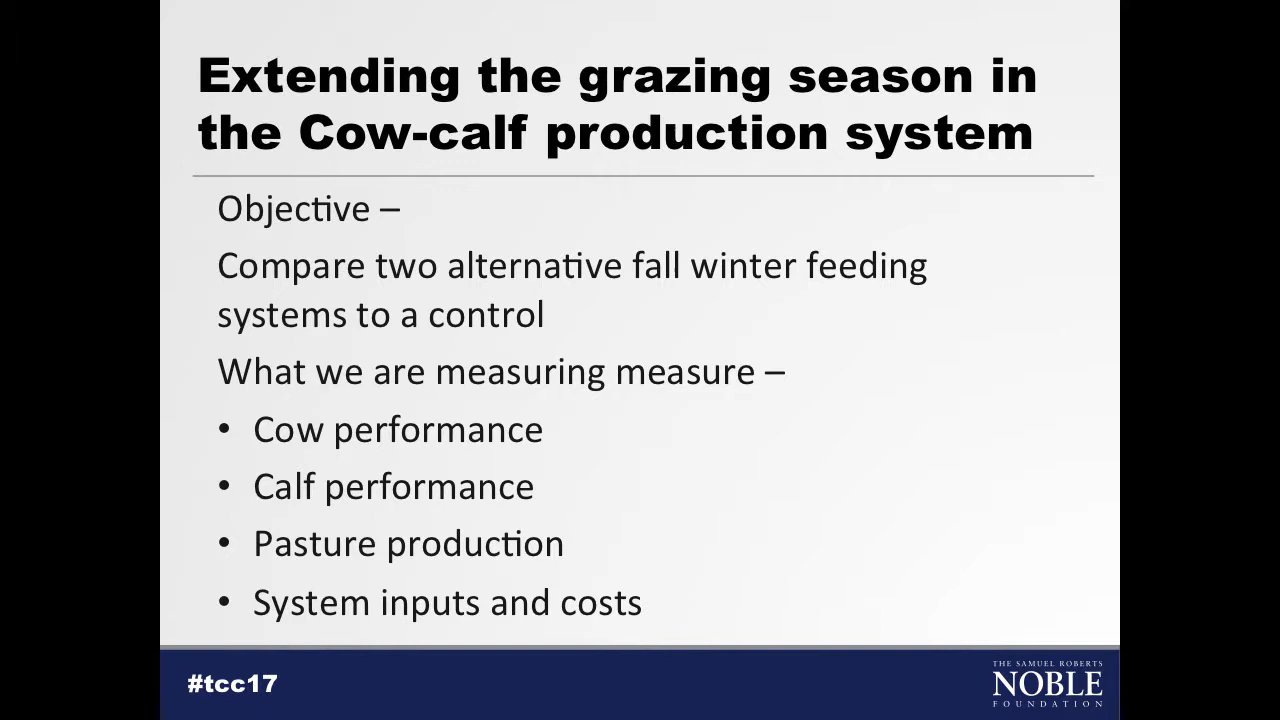 Extending the grazing season in
the Cow-calf production system
Objective –
Compare two alternative fall winter feeding
systems to a control
What we are measuring measure –
• Cow performance
• Calf performance
• Pasture production
• System inputs and costs
#tcc17
THE SAMUEL ROBERTS
NOBLE
FOUNDATION